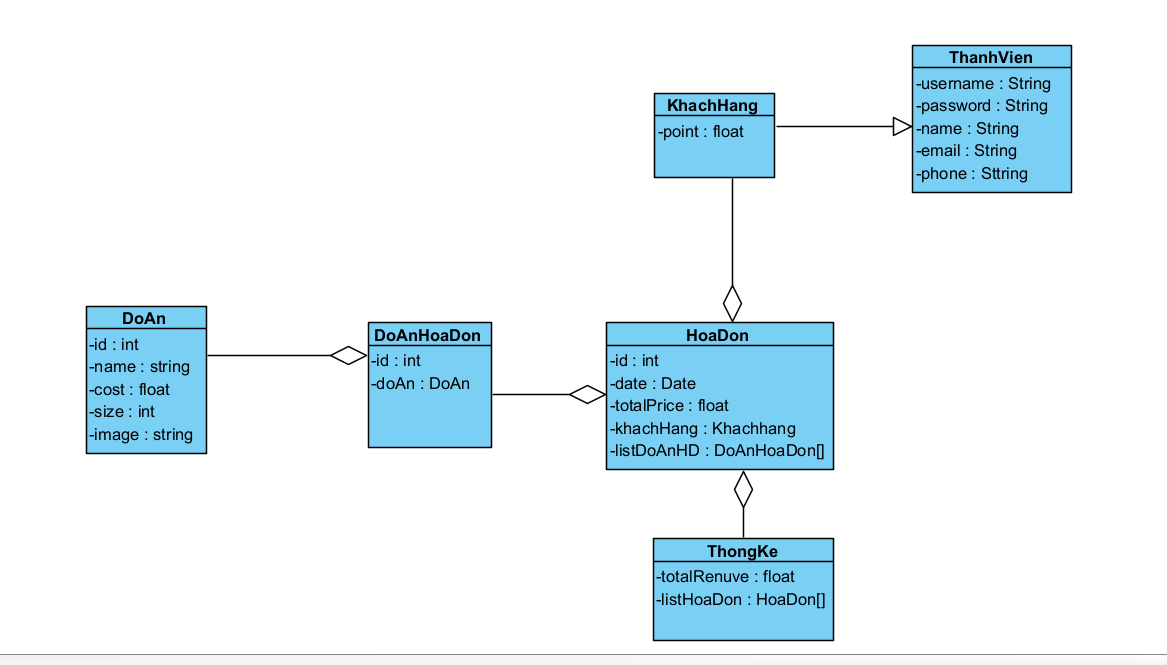 ThanhVien
-username : String
-password : String
-name : String
-email : String
-phone : Sttring
KhachHang
-point : float
DoAn
-id : int
-name : string
-cost : float
-size : int
-image : string
DoAnHoaDon
-id : int
-doAn : DoAn
HoaDon
-id : int
-date : Date
-totalPrice : float
-khachHang : Khachhang
-listDoAnHD : DoAnHoaDon[]
ThongKe
-totalRenuve : float
-listHoaDon : HoaDon[]